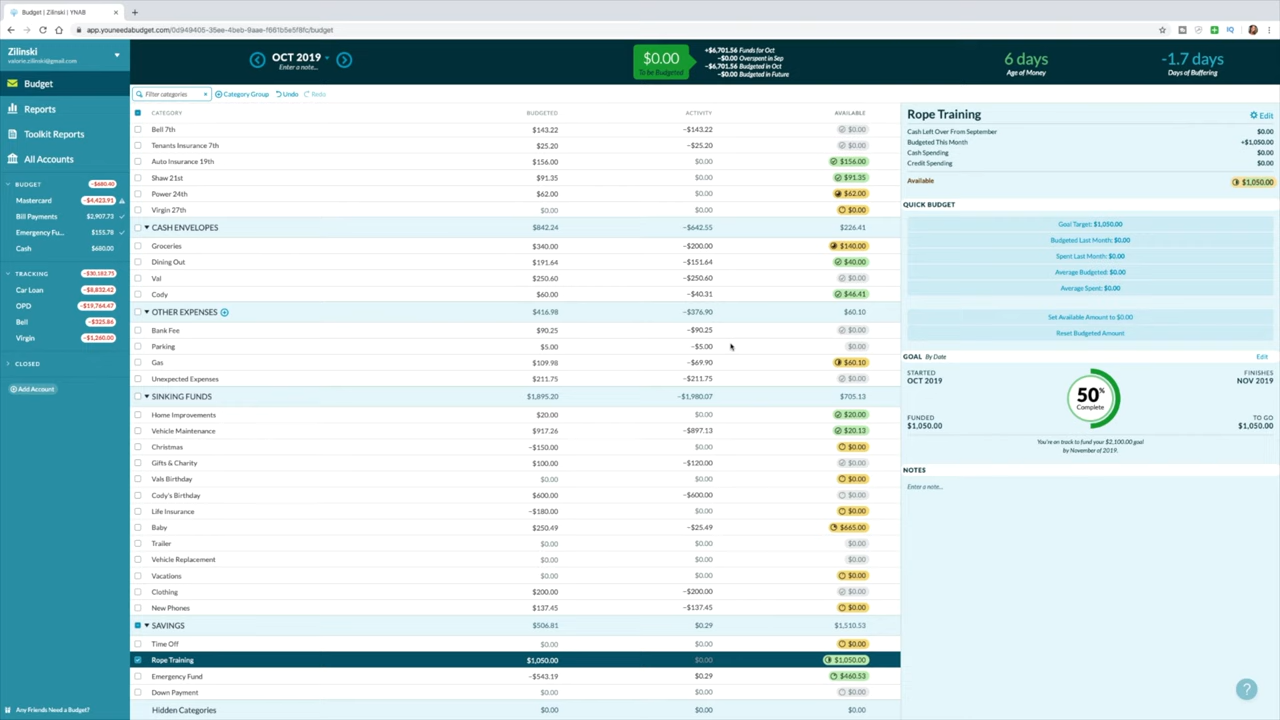 Budget | Zilinski | YNAB
app.youneedabudget.com/0d949405-35ee-4beb-9aae-f661b5e5f8fc/budget
Zilinski
valorie.zilinski@gmail.com
Budget
Reports
Toolkit Reports
All Accounts
BUDGET -$680.40
Mastercard -$4,423.91
Bill Payments $2,907.73
Emergency Fu... $155.78
Cash $680.00
TRACKING -$30,182.75
Car Loan -$8,832.42
OPD -$19,764.47
Bell -$325.86
Virgin -$1,260.00
CLOSED
Add Account
Any Friends Need a Budget?
OCT 2019
Enter a note...
$0.00
To be Budgeted
+$6,701.56 Funds for Oct
-$0.00 Overspent in Sep
-$6,701.56 Budgeted in Oct
-$0.00 Budgeted in Future
6 days
Age of Money
-1.7 days
Days of Buffering
Filter categories
Category Group
Undo
Redo
CATEGORY BUDGETED ACTIVITY AVAILABLE
Bell 7th $143.22 -$143.22 $0.00
Tenants Insurance 7th $25.20 -$25.20 $0.00
Auto Insurance 19th $156.00 $0.00 $156.00
Shaw 21st $91.35 $0.00 $91.35
Power 24th $62.00 $0.00 $62.00
Virgin 27th $0.00 $0.00 $0.00
CASH ENVELOPES $842.24 -$642.55 $226.41
Groceries $340.00 -$200.00 $140.00
Dining Out $191.64 -$151.64 $40.00
Val $250.60 -$250.60 $0.00
Cody $60.00 -$40.31 $46.41
OTHER EXPENSES $416.98 -$376.90 $60.10
Bank Fee $90.25 -$90.25 $0.00
Parking $5.00 -$5.00 $0.00
Gas $109.98 -$69.90 $60.10
Unexpected Expenses $211.75 -$211.75 $0.00
SINKING FUNDS $1,895.20 -$1,980.07 $705.13
Home Improvements $20.00 $0.00 $20.00
Vehicle Maintenance $917.26 -$897.13 $20.13
Christmas -$150.00 $0.00 $0.00
Gifts & Charity $100.00 -$120.00 $0.00
Vals Birthday $0.00 $0.00 $0.00
Cody's Birthday $600.00 -$600.00 $0.00
Life Insurance -$180.00 $0.00 $0.00
Baby $250.49 -$25.49 $665.00
Trailer $0.00 $0.00 $0.00
Vehicle Replacement $0.00 $0.00 $0.00
Vacations $0.00 $0.00 $0.00
Clothing $200.00 -$200.00 $0.00
New Phones $137.45 -$137.45 $0.00
SAVINGS $506.81 $0.29 $1,510.53
Time Off $0.00 $0.00 $0.00
Rope Training $1,050.00 $0.00 $1,050.00
Emergency Fund -$543.19 $0.29 $460.53
Down Payment $0.00 $0.00 $0.00
Hidden Categories $0.00 $0.00 $0.00
Rope Training
Edit
Cash Left Over From September $0.00
Budgeted This Month +$1,050.00
Cash Spending $0.00
Credit Spending $0.00
Available $1,050.00
QUICK BUDGET
Goal Target: $1,050.00
Budgeted Last Month: $0.00
Spent Last Month: $0.00
Average Budgeted: $0.00
Average Spent: $0.00
Set Available Amount to $0.00
Reset Budgeted Amount
GOAL By Date Edit
STARTED
OCT 2019
FUNDED
$1,050.00
50%
Complete
FINISHES
NOV 2019
TO GO
$1,050.00
You're on track to fund your $2,100.00 goal
by November of 2019.
NOTES
Enter a note...
?